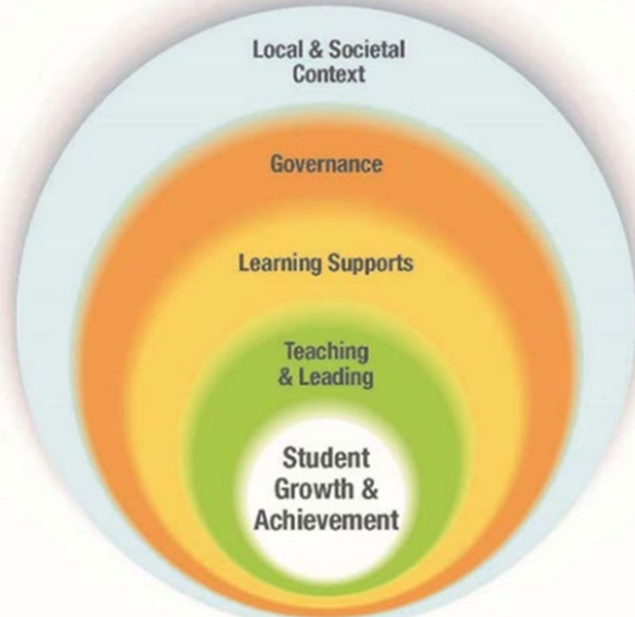 Local & Societal
Context
Governance
Learning Supports
Teaching
& Leading
Student
Growth &
Achievement